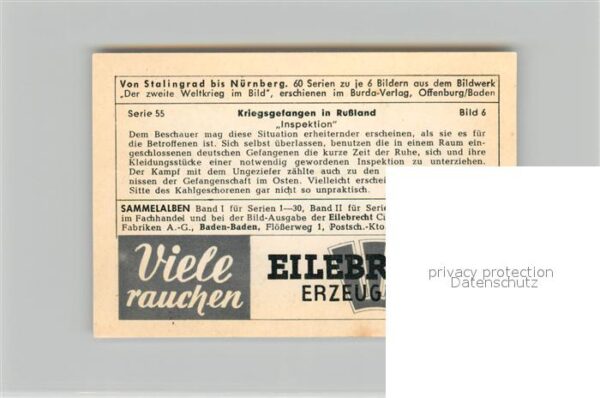 Von Stalingrad bis Nürnberg. 60 Serien zu je 6 Bildern aus dem Bildwerk
„Der zweite Weltkrieg im Bild", erschienen im Burda-Verlag, Offenburg/Baden
Serie 55 Kriegsgefangen in Rußland Bild 6
„Inspektion"
Dem Beschauer mag diese Situation erheiternder erscheinen, als sie es für
die Betroffenen ist. Sich selbst überlassen, benutzen die in einem Raum ein-
geschlossenen deutschen Gefangenen die kurze Zeit der Ruhe, sich und ihre
Kleidungsstücke einer notwendig gewordenen Inspektion zu unterziehen.
Der Kampf mit dem Ungeziefer zählte auch zu den
nissen der Gefangenschaft im Osten. Vielleicht erschei
Sitte des Kahlgeschorenen gar nicht so unpraktisch.
SAMMELALBEN Band I für Serien 1—30, Band II für Serie
im Fachhandel und bei der Bild-Ausgabe der Eilebrecht Ci
Fabriken A.-G., Baden-Baden, Flößerweg 1, Postsch.-Kto
Viele
rauchen
EILEBR
ERZEUG
privacy protection
Datenschutz